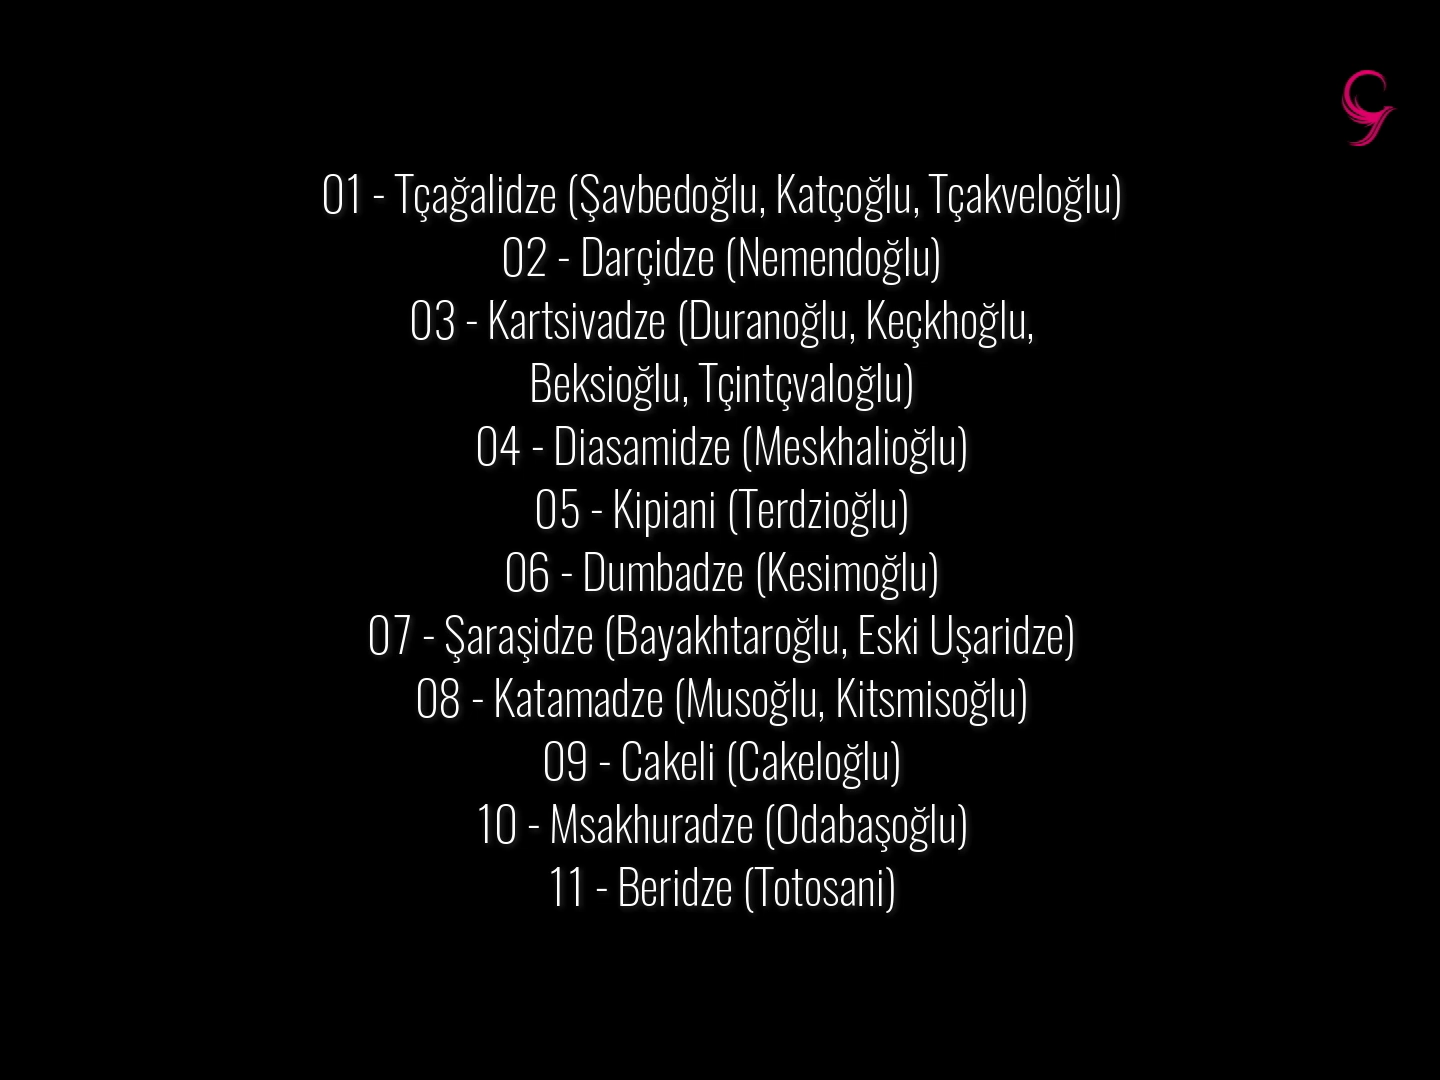 01 - Tçağalidze (Şavbedoğlu, Katçoğlu, Tçakveloğlu)
02 - Darçidze (Nemendoğlu)
03 - Kartsivadze (Duranoğlu, Keçkhoğlu,
Beksioğlu, Tçintçvaloğlu)
04 - Diasamidze (Meskhalioğlu)
05 - Kipiani (Terdzioğlu)
06 - Dumbadze (Kesimoğlu)
07 - Şaraşidze (Bayakhtaroğlu, Eski Uşaridze)
08 - Katamadze (Musoğlu, Kitsmisoğlu)
09 - Cakeli (Cakeloğlu)
10 - Msakhuradze (Odabaşoğlu)
11 - Beridze (Totosani)